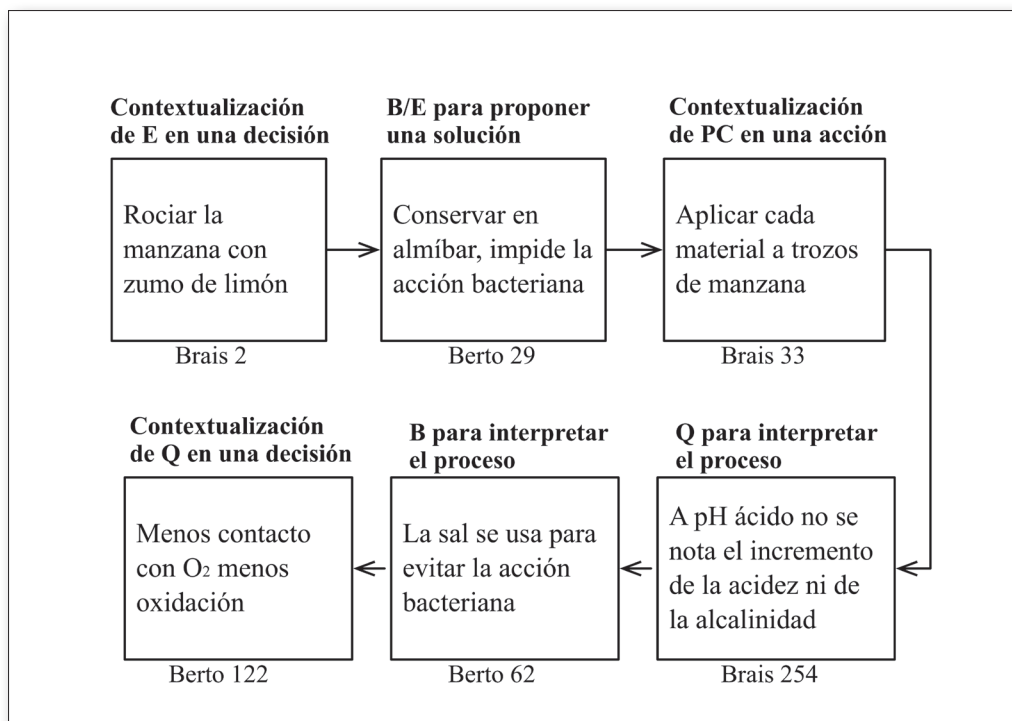 Contextualización
de E en una decisión
Rociar la
manzana con
zumo de limón
Brais 2
B/E para proponer
una solución
Conservar en
almíbar, impide la
acción bacteriana
Berto 29
Contextualización
de PC en una acción
Aplicar cada
material a trozos
de manzana
Brais 33
Q para interpretar
el proceso
A pH ácido no se
nota el incremento
de la acidez ni de
la alcalinidad
Brais 254
B para interpretar
el proceso
La sal se usa para
evitar la acción
bacteriana
Berto 62
Contextualización
de Q en una decisión
Menos contacto
con O₂ menos
oxidación
Berto 122